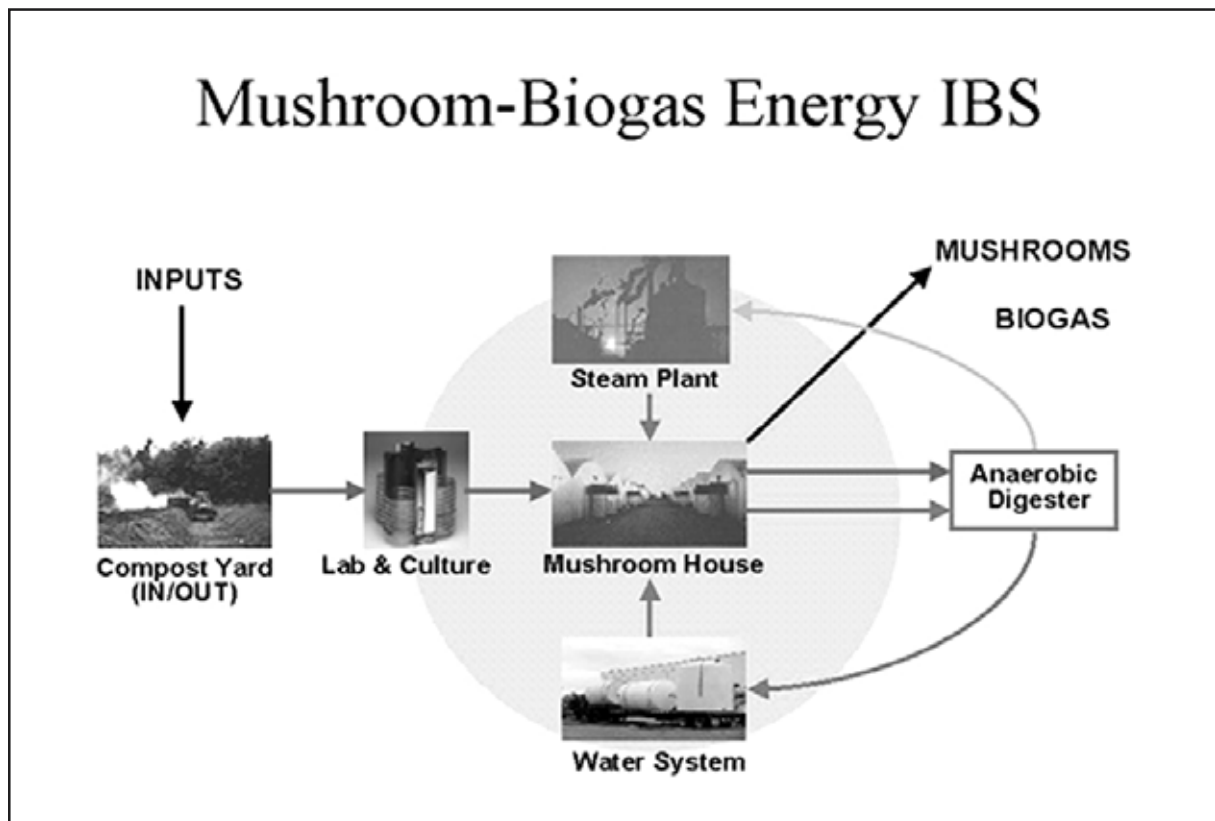 Mushroom-Biogas Energy IBS
MUSHROOMS
INPUTS
BIOGAS
Steam Plant
Anaerobic
Digester
Compost Yard
(IN/OUT)
Lab & Culture
Mushroom House
Water System